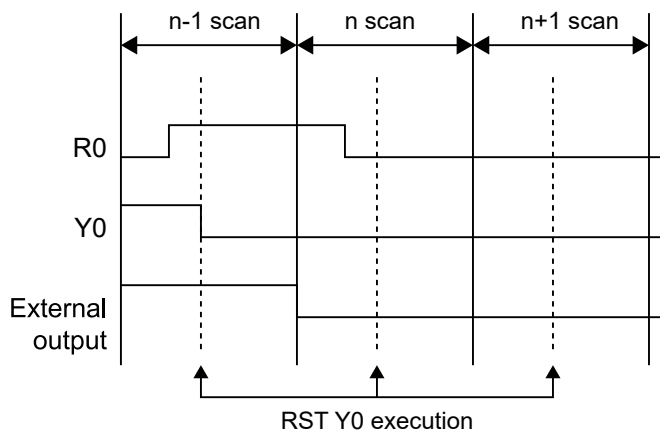 n-1 scan
n scan
n+1 scan
R0
Y0
External
output
RST Y0 execution